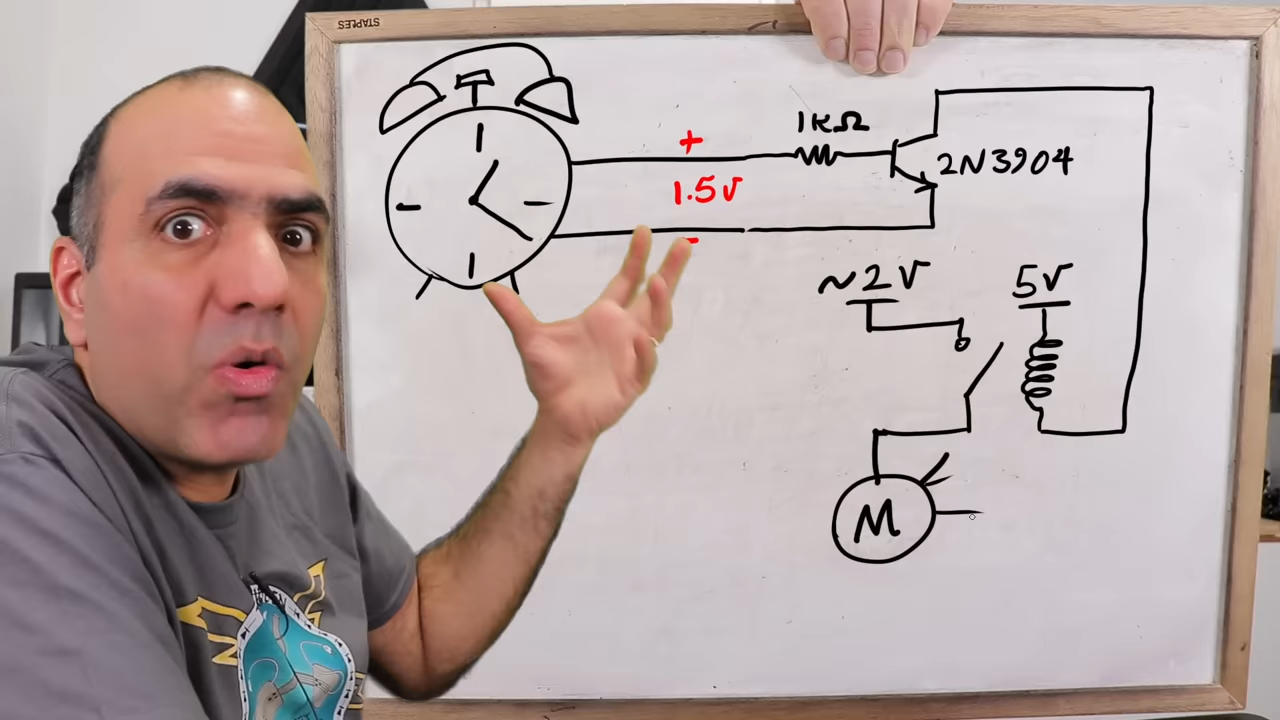 STAPLES
1KΩ
+
1.5V
-
2N3904
~2V
5V
M